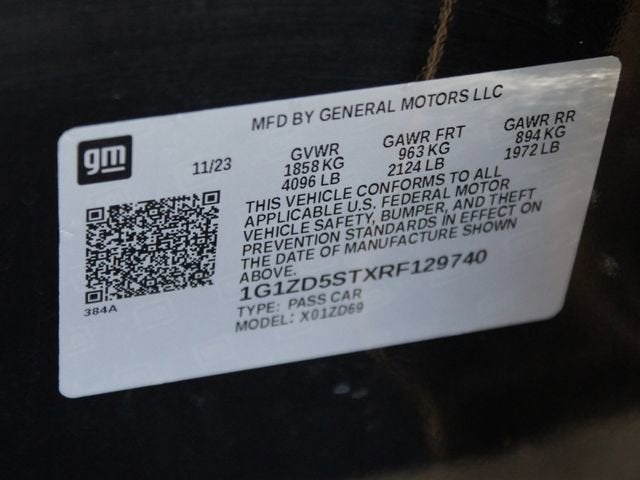 MFD BY GENERAL MOTORS LLC
gm
11/23
GVWR
1858 KG
4096 LB
GAWR FRT
963 KG
2124 LB
GAWR RR
894 KG
1972 LB
THIS VEHICLE CONFORMS TO ALL
APPLICABLE U.S. FEDERAL MOTOR
VEHICLE SAFETY, BUMPER, AND THEFT
PREVENTION STANDARDS IN EFFECT ON
THE DATE OF MANUFACTURE SHOWN
ABOVE.
1G1ZD5STXRF129740
TYPE: PASS CAR
MODEL: X01ZD69
384A